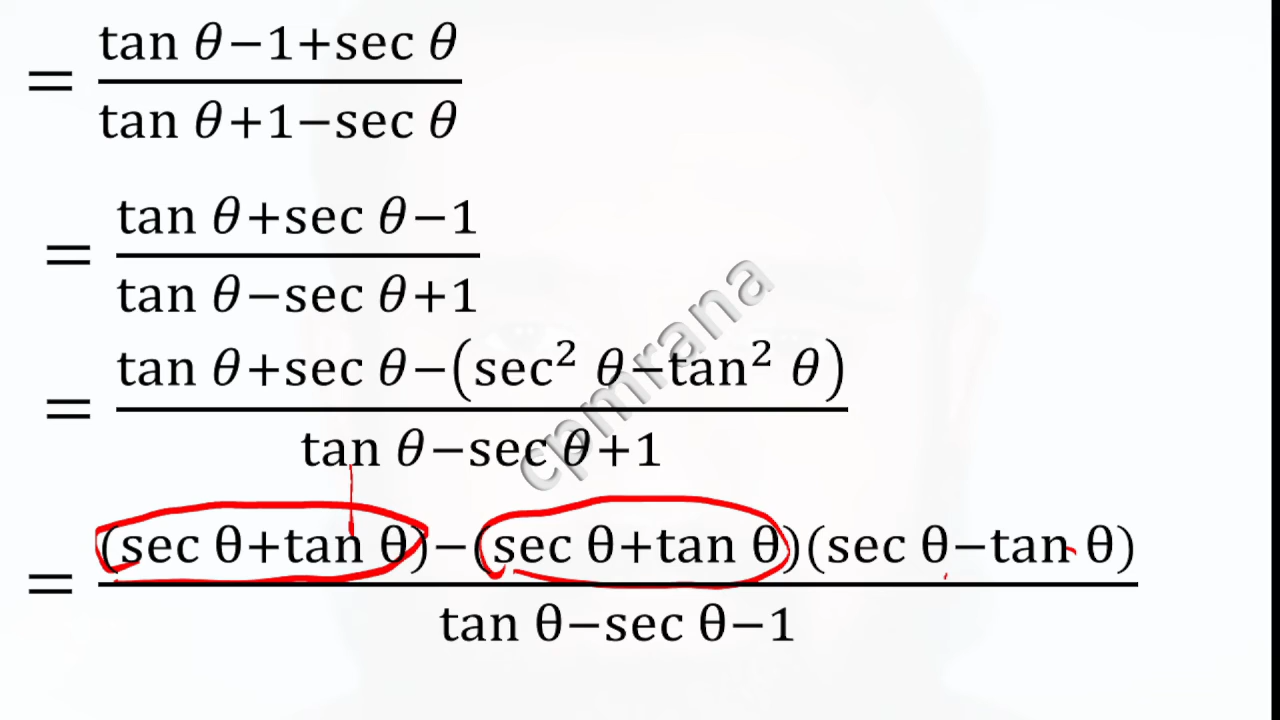 = (tan θ−1+sec θ)/(tan θ+1−sec θ)
= (tan θ+sec θ−1)/(tan θ−sec θ+1)
= (tan θ+sec θ−(sec² θ−tan² θ))/(tan θ−sec θ+1)
= ((sec θ+tan θ)−(sec θ+tan θ)(sec θ−tan θ))/(tan θ−sec θ−1)
cpmrana